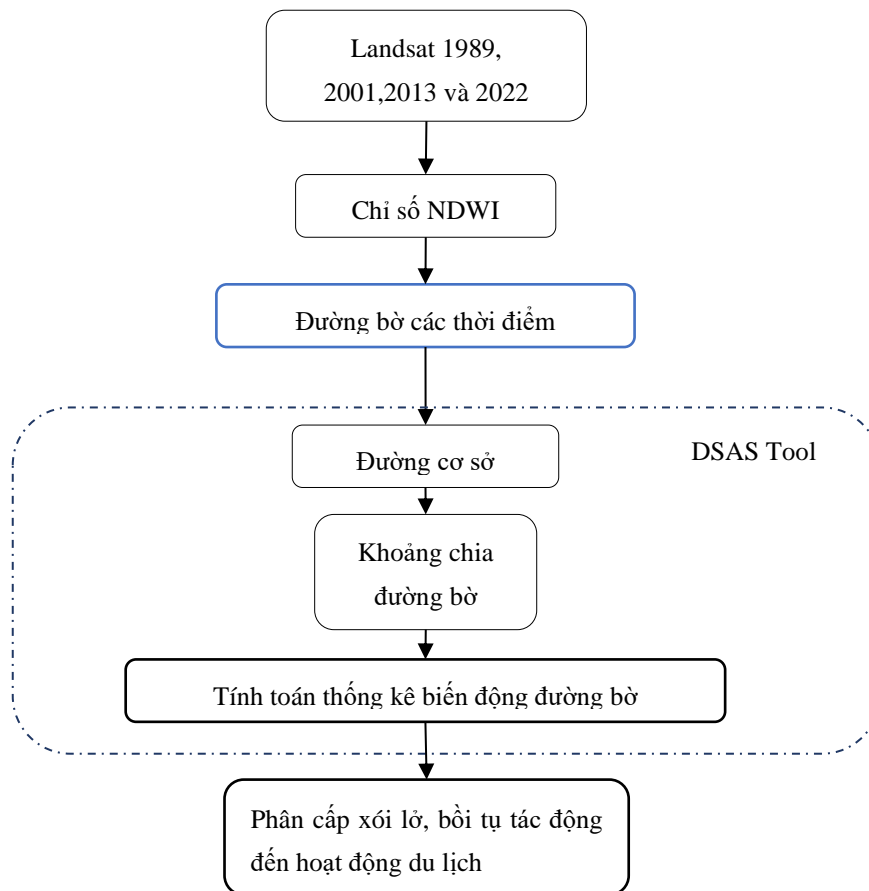 Landsat 1989,
2001,2013 và 2022
Chỉ số NDWI
Đường bờ các thời điểm
Đường cơ sở
DSAS Tool
Khoảng chia
đường bờ
Tính toán thống kê biến động đường bờ
Phân cấp xói lở, bồi tụ tác động
đến hoạt động du lịch